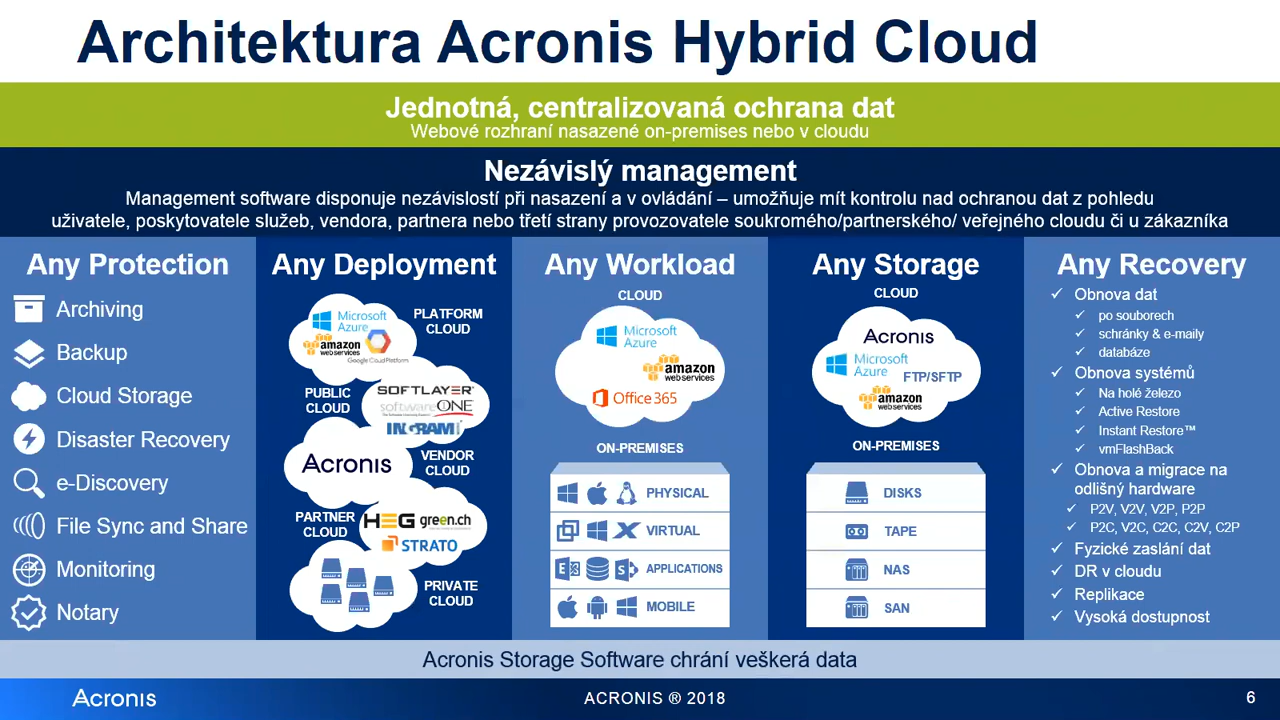 Architektura Acronis Hybrid Cloud
Jednotná, centralizovaná ochrana dat
Webové rozhraní nasazené on-premises nebo v cloudu
Nezávislý management
Management software disponuje nezávislostí při nasazení a v ovládání – umožňuje mít kontrolu nad ochranou dat z pohledu
uživatele, poskytovatele služeb, vendora, partnera nebo třetí strany provozovatele soukromého/partnerského/ veřejného cloudu či u zákazníka
Any Protection
Archiving
Backup
Cloud Storage
Disaster Recovery
e-Discovery
File Sync and Share
Monitoring
Notary
Any Deployment
PLATFORM
CLOUD
Microsoft
Azure
amazon
web services
Google Cloud Platform
PUBLIC
CLOUD
SOFTLAYER
softwareONE
INGRAM
VENDOR
CLOUD
Acronis
PARTNER
CLOUD
HEG
green.ch
STRATO
PRIVATE
CLOUD
Any Workload
CLOUD
Microsoft
Azure
amazon
web services
Office 365
ON-PREMISES
PHYSICAL
VIRTUAL
APPLICATIONS
MOBILE
Any Storage
CLOUD
Acronis
Microsoft
Azure
FTP/SFTP
amazon
web services
ON-PREMISES
DISKS
TAPE
NAS
SAN
Any Recovery
✓ Obnova dat
✓ po souborech
✓ schránky & e-maily
✓ databáze
✓ Obnova systémů
✓ Na holé železo
✓ Active Restore
✓ Instant Restore™
✓ vmFlashBack
✓ Obnova a migrace na
odlišný hardware
✓ P2V, V2V, V2P, P2P
✓ P2C, V2C, C2C, C2V, C2P
✓ Fyzické zaslání dat
✓ DR v cloudu
✓ Replikace
✓ Vysoká dostupnost
Acronis Storage Software chrání veškerá data
Acronis
ACRONIS ® 2018
6